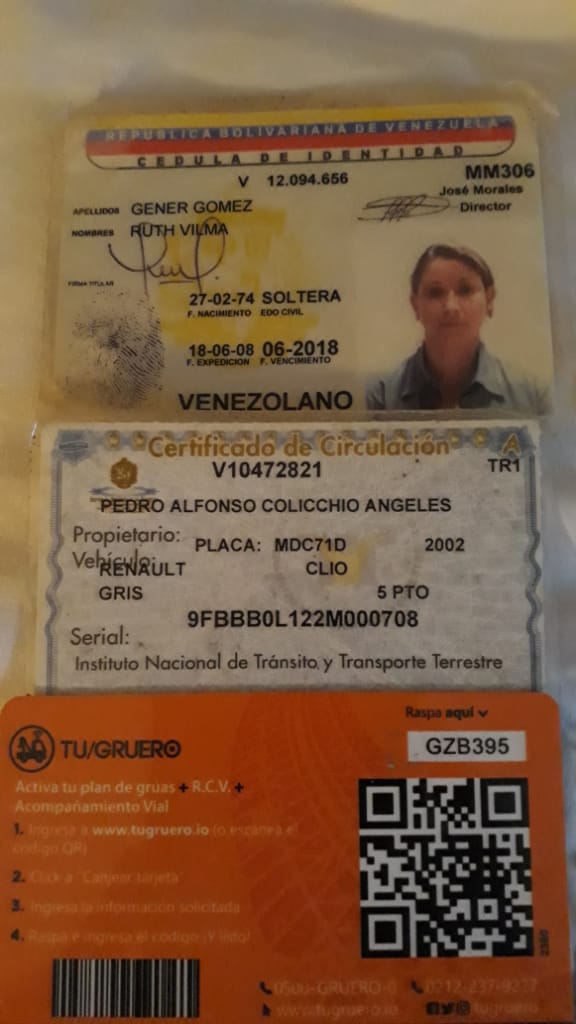 REPUBLICA BOLIVARIANA DE VENEZUELA
CEDULA DE IDENTIDAD
V 12.094.656
MM306
José Morales
Director
APELLIDOS GENER GOMEZ
NOMBRES RUTH VILMA
FIRMA TITULAR
27-02-74 SOLTERA
F. NACIMIENTO EDO CIVIL
18-06-08 06-2018
F. EXPEDICION F. VENCIMIENTO
VENEZOLANO
Certificado de Circulación A
V10472821 TR1
PEDRO ALFONSO COLICCHIO ANGELES
Propietario:
PLACA: MDC71D 2002
Vehículo:
RENAULT CLIO
GRIS 5 PTO
9FBBB0L122M000708
Serial:
Instituto Nacional de Tránsito y Transporte Terrestre
Raspa aquí
TU/GRUERO
GZB395
Activa tu plan de grúas + R.C.V. +
Acompañamiento Vial
1. Ingresa a www.tugruero.io (o escanea el
código QR)
2. Click a "Canjear tarjeta"
3. Ingresa la información solicitada
4. Raspa e ingresa el código ¡Y listo!
2380
0500-GRUERO-0 0212-237-9227
www.tugruero.io tugruero